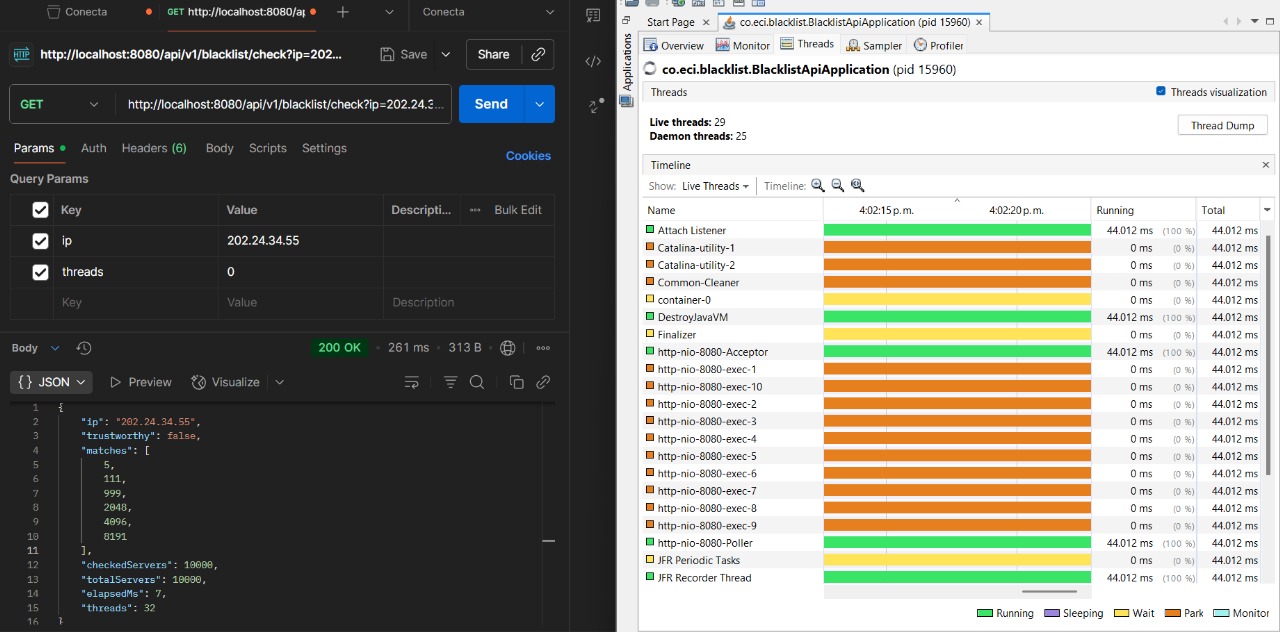 Conecta
GET http://localhost:8080/ap
Conecta
http://localhost:8080/api/v1/blacklist/check?ip=202...
Save
Share
GET
http://localhost:8080/api/v1/blacklist/check?ip=202.24.3...
Send
Params
Auth
Headers (6)
Body
Scripts
Settings
Cookies
Query Params
Key
Value
Descripti...
Bulk Edit
ip
202.24.34.55
threads
0
Key
Value
Description
Body
200 OK
261 ms
313 B
{} JSON
Preview
Visualize
1 {
2 "ip": "202.24.34.55",
3 "trustworthy": false,
4 "matches": [
5 5,
6 111,
7 999,
8 2048,
9 4096,
10 8191
11 ],
12 "checkedServers": 10000,
13 "totalServers": 10000,
14 "elapsedMs": 7,
15 "threads": 32
16 }
Applications
Start Page
co.eci.blacklist.BlacklistApiApplication (pid 15960)
Overview
Monitor
Threads
Sampler
Profiler
co.eci.blacklist.BlacklistApiApplication (pid 15960)
Threads
Threads visualization
Live threads: 29
Daemon threads: 25
Thread Dump
Timeline
Show: Live Threads
Timeline:
Name 4:02:15 p. m. 4:02:20 p. m. Running Total
Attach Listener 44.012 ms (100 %) 44.012 ms
Catalina-utility-1 0 ms (0 %) 44.012 ms
Catalina-utility-2 0 ms (0 %) 44.012 ms
Common-Cleaner 0 ms (0 %) 44.012 ms
container-0 0 ms (0 %) 44.012 ms
DestroyJavaVM 44.012 ms (100 %) 44.012 ms
Finalizer 0 ms (0 %) 44.012 ms
http-nio-8080-Acceptor 44.012 ms (100 %) 44.012 ms
http-nio-8080-exec-1 0 ms (0 %) 44.012 ms
http-nio-8080-exec-10 0 ms (0 %) 44.012 ms
http-nio-8080-exec-2 0 ms (0 %) 44.012 ms
http-nio-8080-exec-3 0 ms (0 %) 44.012 ms
http-nio-8080-exec-4 0 ms (0 %) 44.012 ms
http-nio-8080-exec-5 0 ms (0 %) 44.012 ms
http-nio-8080-exec-6 0 ms (0 %) 44.012 ms
http-nio-8080-exec-7 0 ms (0 %) 44.012 ms
http-nio-8080-exec-8 0 ms (0 %) 44.012 ms
http-nio-8080-exec-9 0 ms (0 %) 44.012 ms
http-nio-8080-Poller 44.012 ms (100 %) 44.012 ms
JFR Periodic Tasks 0 ms (0 %) 44.012 ms
JFR Recorder Thread 44.012 ms (100 %) 44.012 ms
Running Sleeping Wait Park Monitor